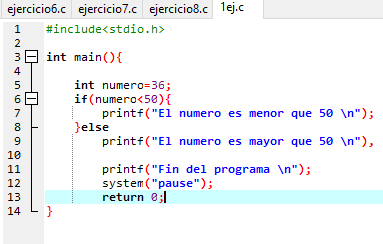 ejercicio6.c ejercicio7.c ejercicio8.c 1ej.c
1 #include<stdio.h>
2
3 int main(){
4
5 int numero=36;
6 if(numero<50){
7 printf("El numero es menor que 50 \n");
8 }else
9 printf("El numero es mayor que 50 \n"),
10
11 printf("Fin del programa \n");
12 system("pause");
13 return 0;
14 }